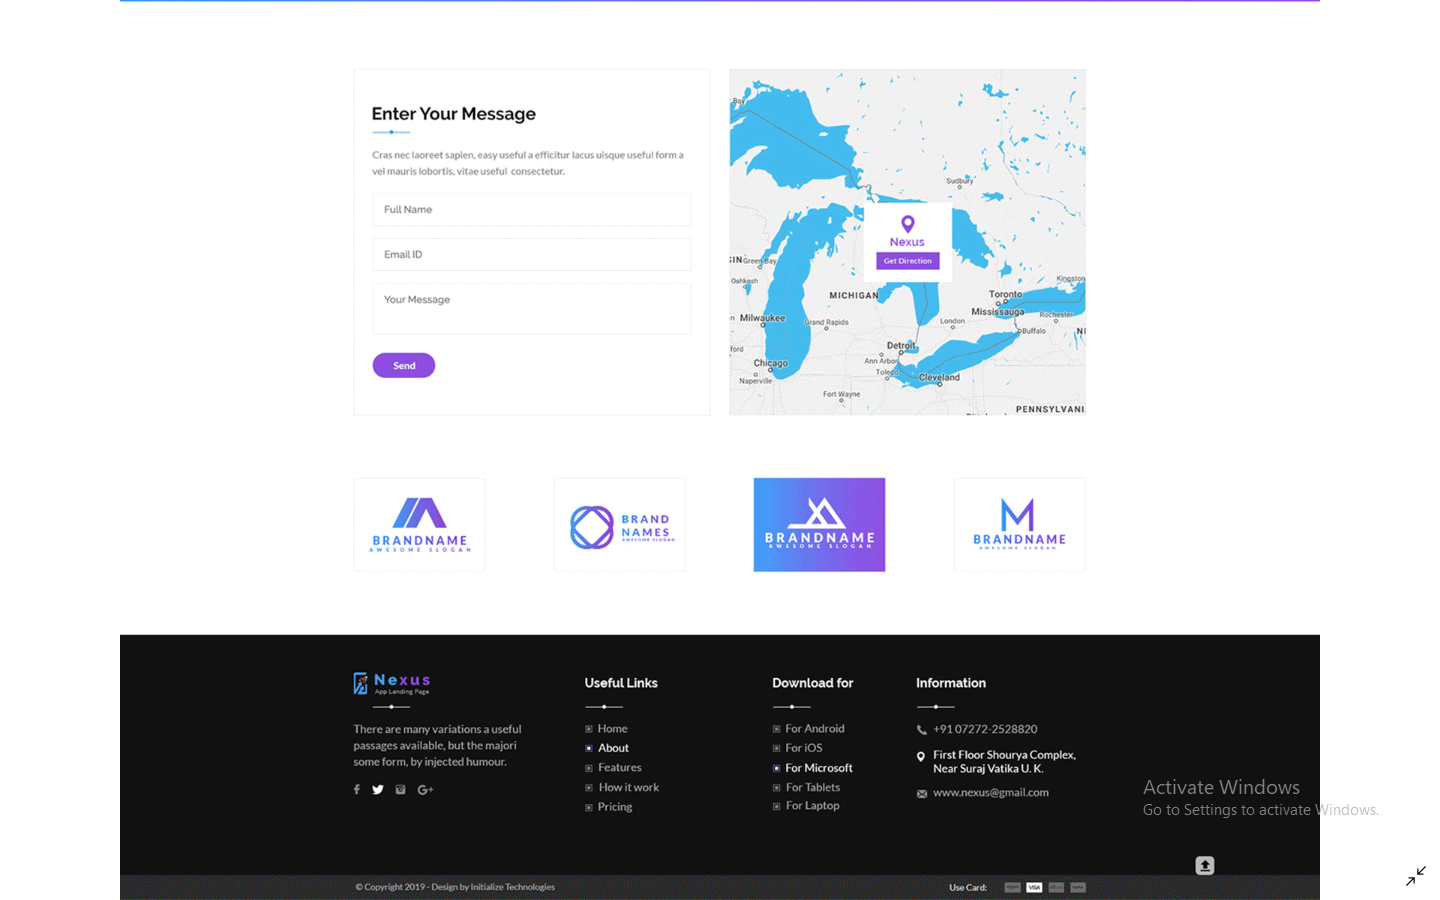 Enter Your Message
Cras nec laoreet sapien, easy useful a efficitur lacus uisque useful form a
vel mauris lobortis, vitae useful consectetur.
Full Name
Email ID
Your Message
Send
Bay
Sudbury
Nexus
Get Direction
SIN
Green Bay
Oshkosh
Kingston
MICHIGAN
Toronto
Mississauga
Milwaukee
Grand Rapids
London
Rochester
N
Buffalo
ford
Detroit
Chicago
Ann Arbor
Toledo
Naperville
Cleveland
Fort Wayne
PENNSYLVANI
BRANDNAME
AWESOME SLOGAN
BRAND
NAMES
AWESOME SLOGAN
BRANDNAME
AWESOME SLOGAN
BRANDNAME
AWESOME SLOGAN
Nexus
App Landing Page
There are many variations a useful
passages available, but the majori
some form, by injected humour.
Useful Links
Home
About
Features
How it work
Pricing
Download for
For Android
For iOS
For Microsoft
For Tablets
For Laptop
Information
+91 07272-2528820
First Floor Shourya Complex,
Near Suraj Vatika U. K.
www.nexus@gmail.com
Activate Windows
Go to Settings to activate Windows.
© Copyright 2019 - Design by Initialize Technologies
Use Card:
VISA